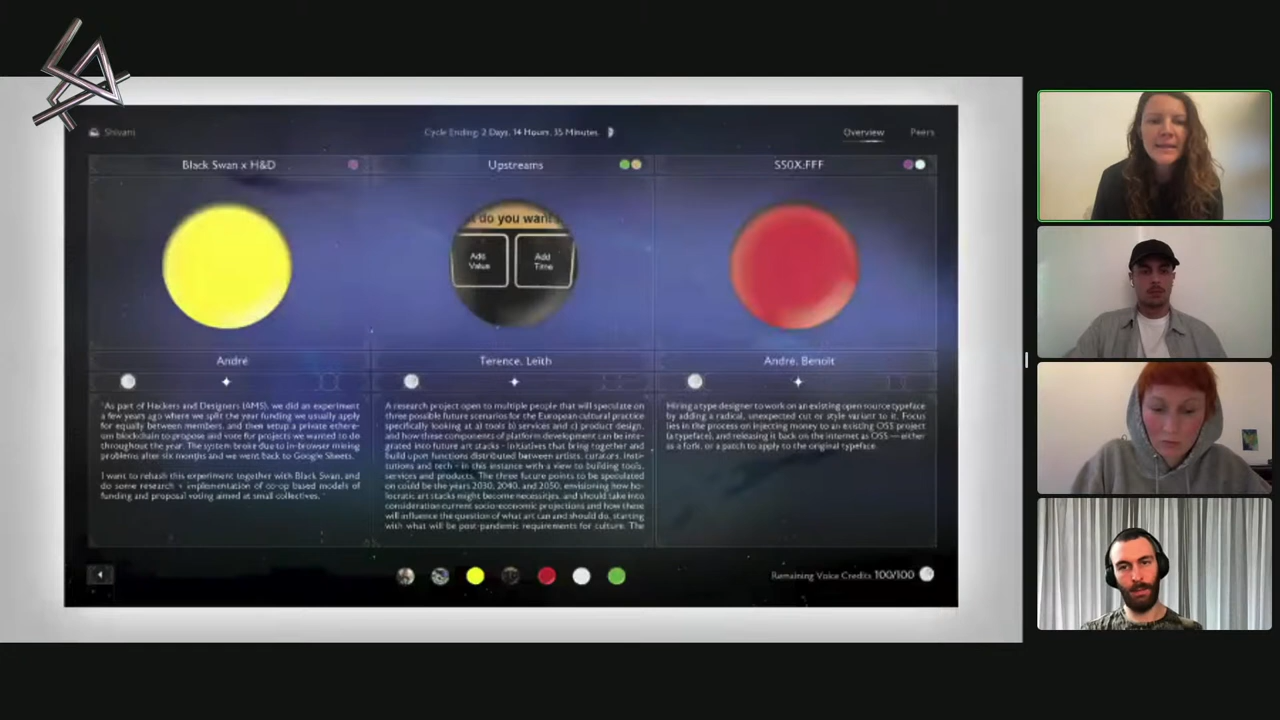 Shivani
Cycle Ending: 2 Days, 14 Hours, 35 Minutes.
Overview
Peers
Black Swan x H&D
Upstreams
S50X:FFF
do you want
Add
Value
Add
Time
André
Terence, Leïth
André, Benoît
"As part of Hackers and Designers (AMS), we did an experiment
a few years ago where we split the year funding we usually apply
for equally between members, and then setup a private ethere-
um blockchain to propose and vote for projects we wanted to do
throughout the year. The system broke due to in-browser mining
problems after six months and we went back to Google Sheets.
I want to rehash this experiment together with Black Swan, and
do some research + implementation of co-op based models of
funding and proposal voting aimed at small collectives. "
A research project open to multiple people that will speculate on
three possible future scenarios for the European cultural practice
specifically looking at a) tools b) services and c) product design,
and how these components of platform development can be inte-
grated into future art stacks - initiatives that bring together and
build upon functions distributed between artists, curators, insti-
tutions and tech - in this instance with a view to building tools,
services and products. The three future points to be speculated
on could be the years 2030, 2040, and 2050, envisioning how ho-
locratic art stacks might become necessities, and should take into
consideration current socio-economic projections and how these
will influence the question of what art can and should do, starting
with what will be post-pandemic requirements for culture. The
Hiring a type designer to work on an existing open source typeface
by adding a radical, unexpected cut or style variant to it. Focus
lies in the process on injecting money to an existing OSS project
(a typeface), and releasing it back on the internet as OSS — either
as a fork, or a patch to apply to the original typeface.
Remaining Voice Credits 100/100